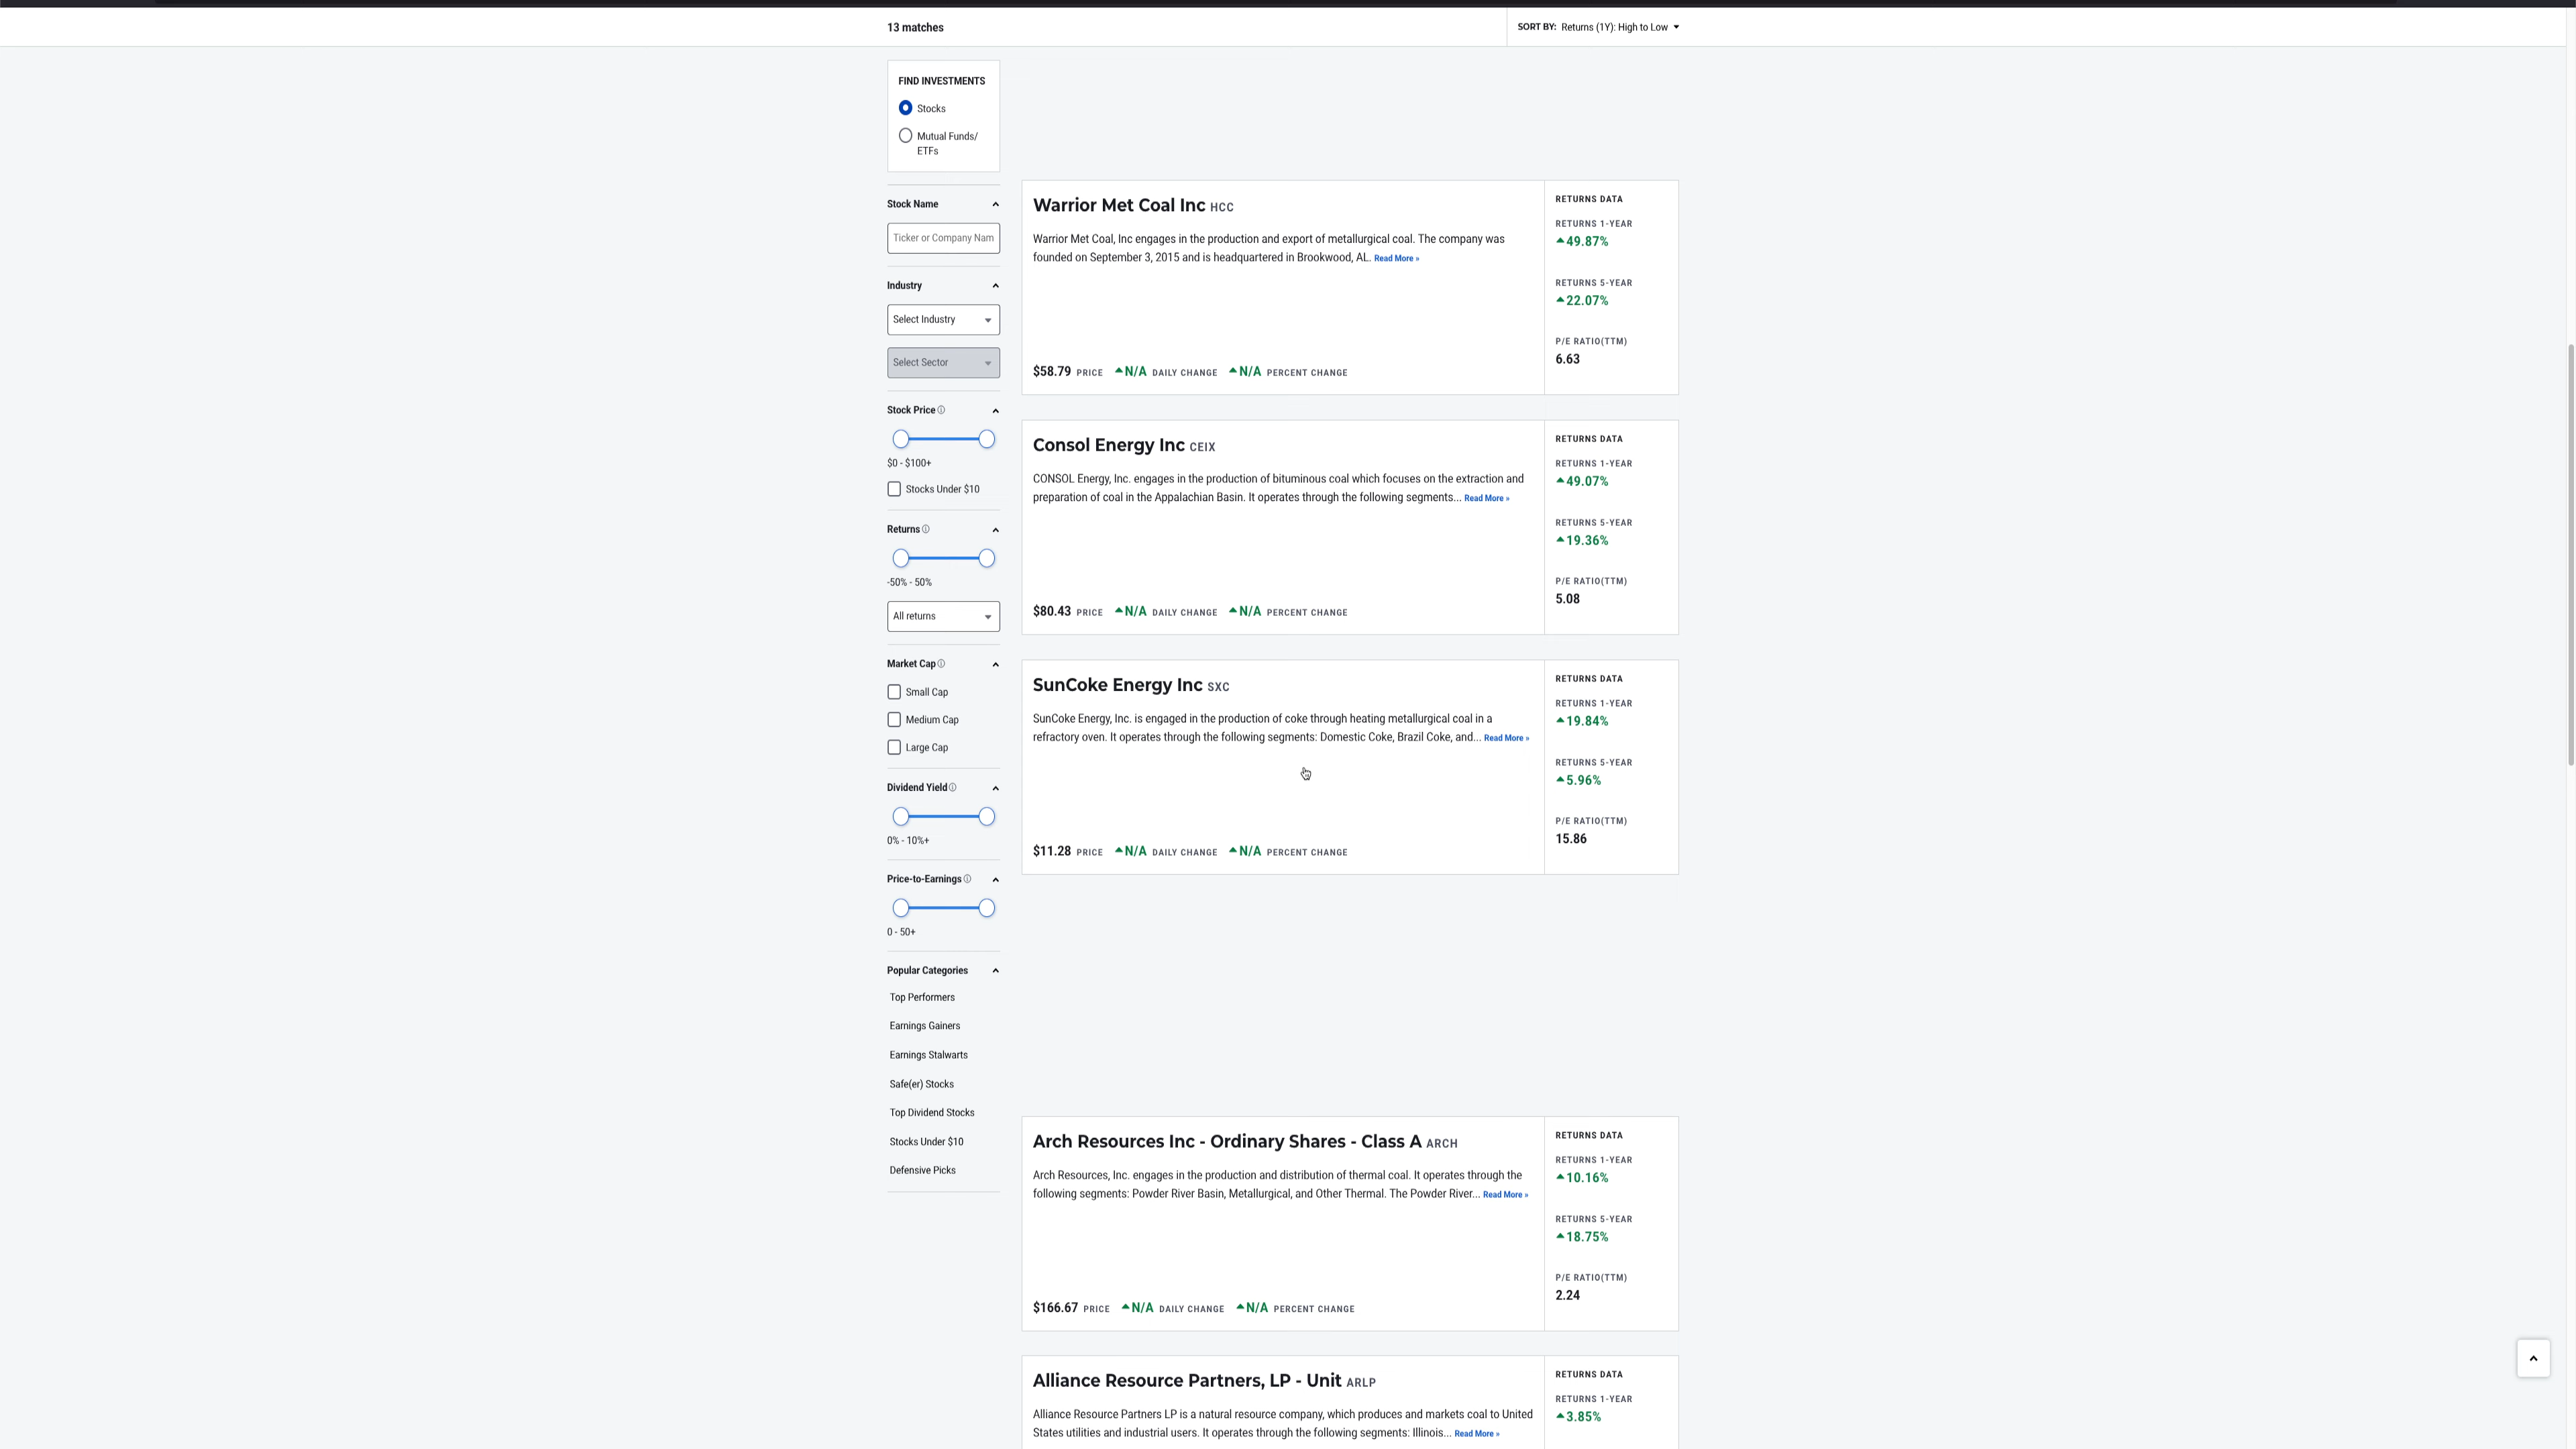 13 matches
SORT BY: Returns (1Y): High to Low
FIND INVESTMENTS
Stocks
Mutual Funds/
ETFs
Stock Name
Ticker or Company Nam
Industry
Select Industry
Select Sector
Stock Price
$0 - $100+
Stocks Under $10
Returns
-50% - 50%
All returns
Market Cap
Small Cap
Medium Cap
Large Cap
Dividend Yield
0% - 10%+
Price-to-Earnings
0 - 50+
Popular Categories
Top Performers
Earnings Gainers
Earnings Stalwarts
Safe(er) Stocks
Top Dividend Stocks
Stocks Under $10
Defensive Picks
Warrior Met Coal Inc HCC
Warrior Met Coal, Inc engages in the production and export of metallurgical coal. The company was
founded on September 3, 2015 and is headquartered in Brookwood, AL. Read More »
$58.79 PRICE N/A DAILY CHANGE N/A PERCENT CHANGE
RETURNS DATA
RETURNS 1-YEAR
49.87%
RETURNS 5-YEAR
22.07%
P/E RATIO(TTM)
6.63
Consol Energy Inc CEIX
CONSOL Energy, Inc. engages in the production of bituminous coal which focuses on the extraction and
preparation of coal in the Appalachian Basin. It operates through the following segments... Read More »
$80.43 PRICE N/A DAILY CHANGE N/A PERCENT CHANGE
RETURNS DATA
RETURNS 1-YEAR
49.07%
RETURNS 5-YEAR
19.36%
P/E RATIO(TTM)
5.08
SunCoke Energy Inc SXC
SunCoke Energy, Inc. is engaged in the production of coke through heating metallurgical coal in a
refractory oven. It operates through the following segments: Domestic Coke, Brazil Coke, and... Read More »
$11.28 PRICE N/A DAILY CHANGE N/A PERCENT CHANGE
RETURNS DATA
RETURNS 1-YEAR
19.84%
RETURNS 5-YEAR
5.96%
P/E RATIO(TTM)
15.86
Arch Resources Inc - Ordinary Shares - Class A ARCH
Arch Resources, Inc. engages in the production and distribution of thermal coal. It operates through the
following segments: Powder River Basin, Metallurgical, and Other Thermal. The Powder River... Read More »
$166.67 PRICE N/A DAILY CHANGE N/A PERCENT CHANGE
RETURNS DATA
RETURNS 1-YEAR
10.16%
RETURNS 5-YEAR
18.75%
P/E RATIO(TTM)
2.24
Alliance Resource Partners, LP - Unit ARLP
Alliance Resource Partners LP is a natural resource company, which produces and markets coal to United
States utilities and industrial users. It operates through the following segments: Illinois... Read More »
RETURNS DATA
RETURNS 1-YEAR
3.85%